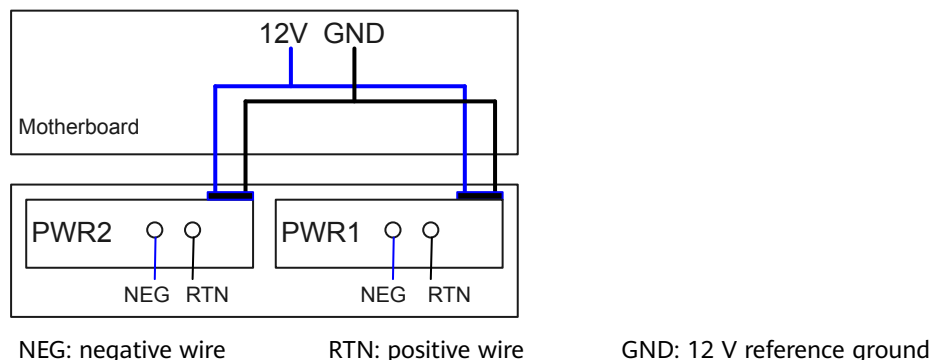 12V GND
Motherboard
PWR2
PWR1
NEG RTN
NEG RTN
NEG: negative wire RTN: positive wire GND: 12 V reference ground